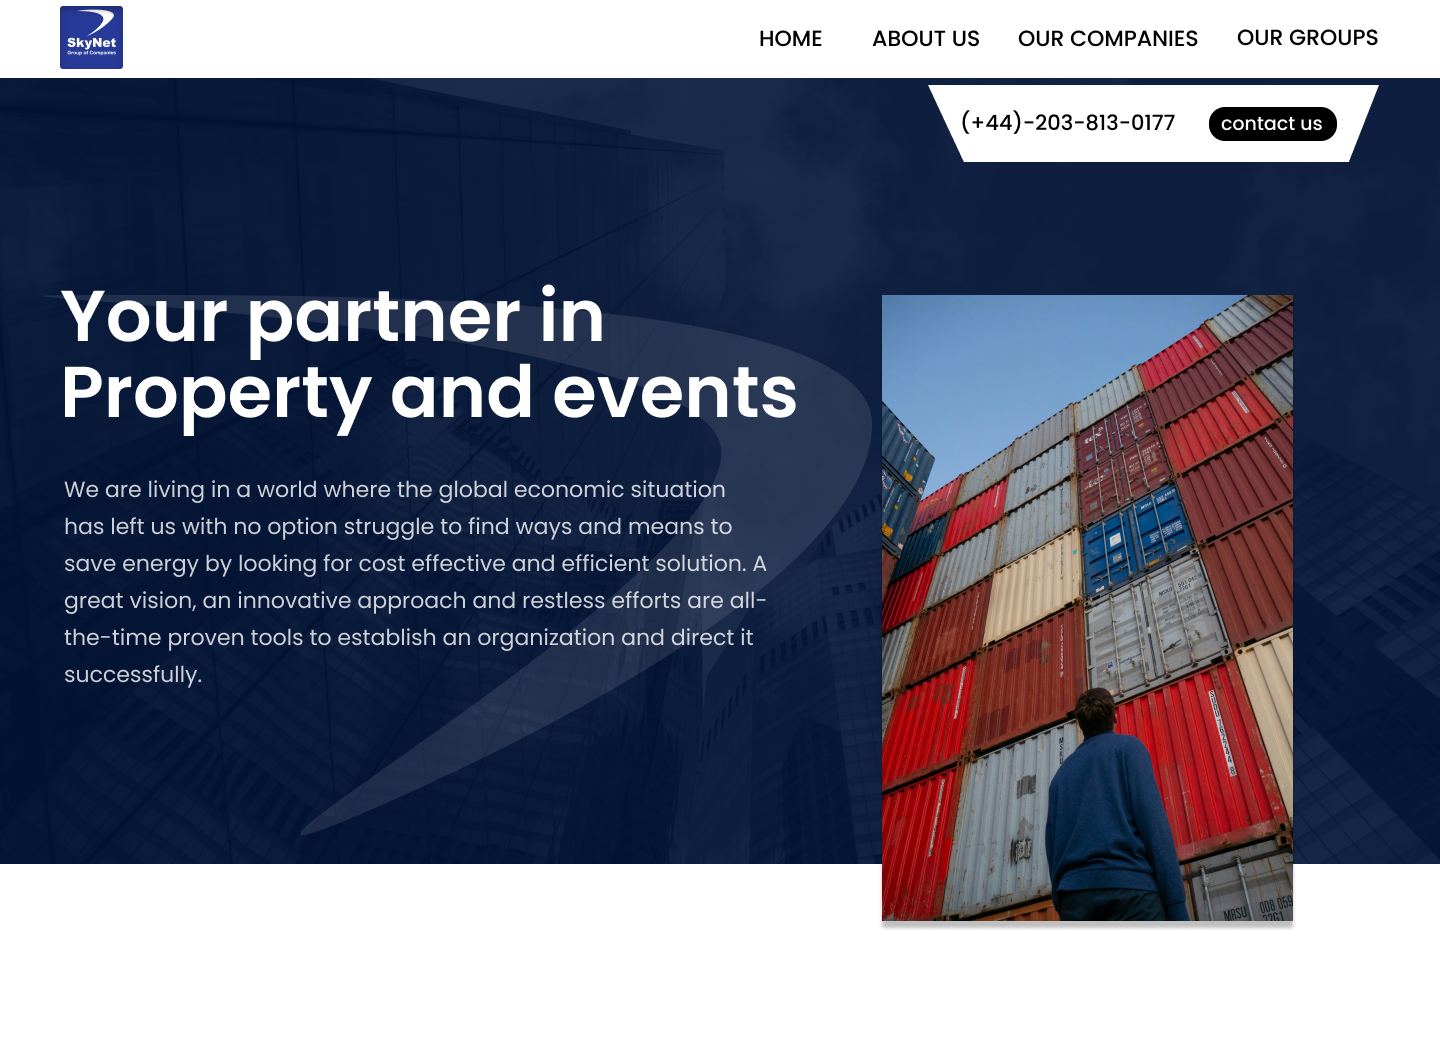 SkyNet
Group of Companies
HOME ABOUT US OUR COMPANIES OUR GROUPS
(+44)-203-813-0177 contact us
Your partner in
Property and events
We are living in a world where the global economic situation
has left us with no option struggle to find ways and means to
save energy by looking for cost effective and efficient solution. A
great vision, an innovative approach and restless efforts are all-
the-time proven tools to establish an organization and direct it
successfully.
tex
MRSU 008 059